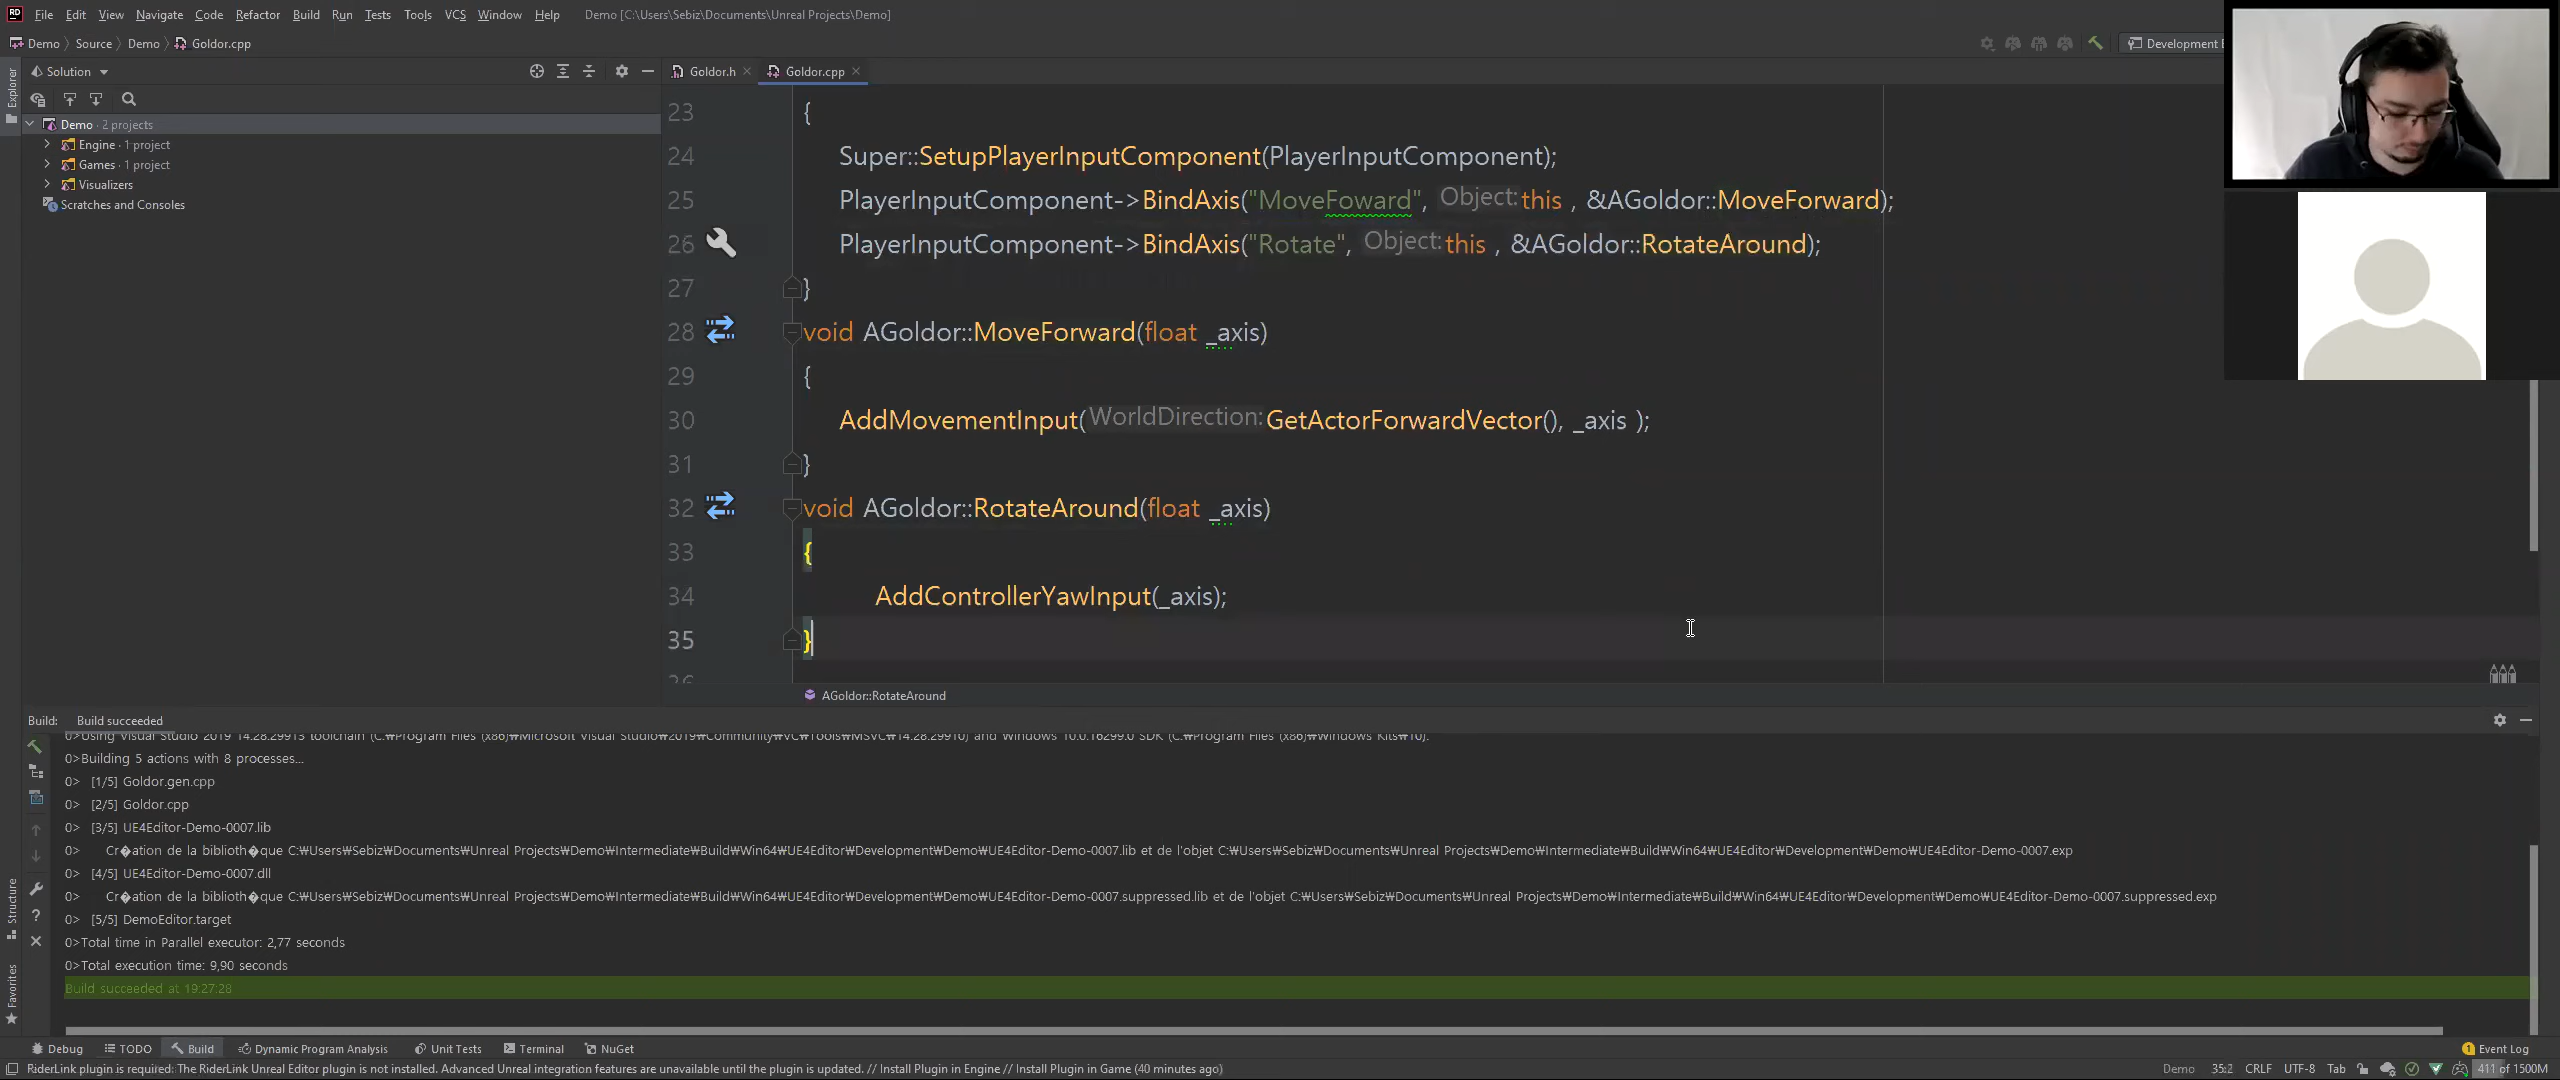 File Edit View Navigate Code Refactor Build Run Tests Tools VCS Window Help Demo [C:\Users\Sebiz\Documents\Unreal Projects\Demo]
Demo Source Demo Goldor.cpp Development
Explorer
Solution
Goldor.h Goldor.cpp
Demo · 2 projects
Engine · 1 project
Games · 1 project
Visualizers
Scratches and Consoles
23 {
24 Super::SetupPlayerInputComponent(PlayerInputComponent);
25 PlayerInputComponent->BindAxis("MoveFoward", Object:this , &AGoldor::MoveForward);
26 PlayerInputComponent->BindAxis("Rotate", Object:this , &AGoldor::RotateAround);
27 }
28 void AGoldor::MoveForward(float _axis)
29 {
30 AddMovementInput(WorldDirection:GetActorForwardVector(), _axis );
31 }
32 void AGoldor::RotateAround(float _axis)
33 {
34 AddControllerYawInput(_axis);
35 }
AGoldor::RotateAround
Build: Build succeeded
0>Using Visual Studio 2019 14.28.29913 toolchain (C:₩Program Files (x86)₩Microsoft Visual Studio₩2019₩Community₩VC₩Tools₩MSVC₩14.28.29910) and Windows 10.0.16299.0 SDK (C:₩Program Files (x86)₩Windows Kits₩10).
0>Building 5 actions with 8 processes...
0> [1/5] Goldor.gen.cpp
0> [2/5] Goldor.cpp
0> [3/5] UE4Editor-Demo-0007.lib
0> Cr�ation de la biblioth�que C:₩Users₩Sebiz₩Documents₩Unreal Projects₩Demo₩Intermediate₩Build₩Win64₩UE4Editor₩Development₩Demo₩UE4Editor-Demo-0007.lib et de l'objet C:₩Users₩Sebiz₩Documents₩Unreal Projects₩Demo₩Intermediate₩Build₩Win64₩UE4Editor₩Development₩Demo₩UE4Editor-Demo-0007.exp
0> [4/5] UE4Editor-Demo-0007.dll
0> Cr�ation de la biblioth�que C:₩Users₩Sebiz₩Documents₩Unreal Projects₩Demo₩Intermediate₩Build₩Win64₩UE4Editor₩Development₩Demo₩UE4Editor-Demo-0007.suppressed.lib et de l'objet C:₩Users₩Sebiz₩Documents₩Unreal Projects₩Demo₩Intermediate₩Build₩Win64₩UE4Editor₩Development₩Demo₩UE4Editor-Demo-0007.suppressed.exp
0> [5/5] DemoEditor.target
0>Total time in Parallel executor: 2,77 seconds
0>Total execution time: 9,90 seconds
Build succeeded at 19:27:28
Structure
Favorites
Debug TODO Build Dynamic Program Analysis Unit Tests Terminal NuGet 1 Event Log
RiderLink plugin is required: The RiderLink Unreal Editor plugin is not installed. Advanced Unreal integration features are unavailable until the plugin is updated. // Install Plugin in Engine // Install Plugin in Game (40 minutes ago) Demo 35:2 CRLF UTF-8 Tab 411 of 1500M